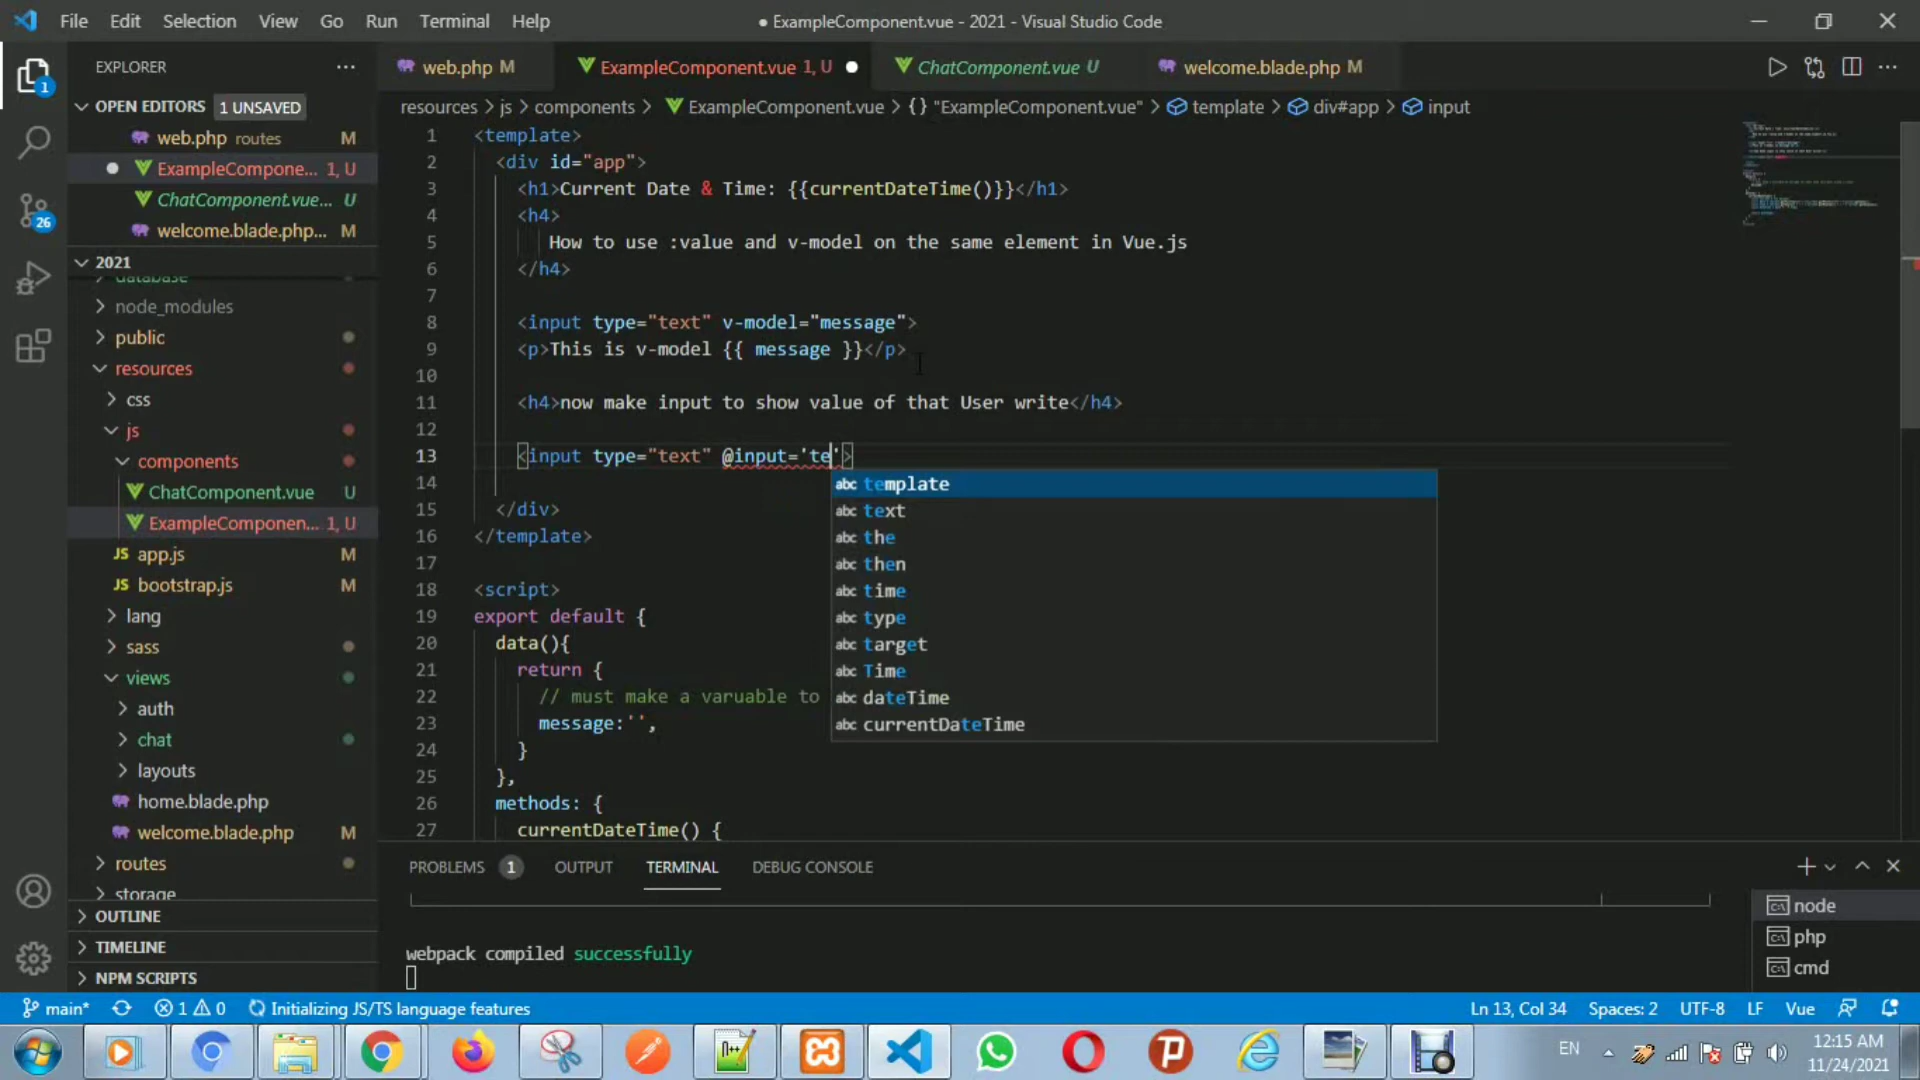 File Edit Selection View Go Run Terminal Help
● ExampleComponent.vue - 2021 - Visual Studio Code
EXPLORER
OPEN EDITORS 1 UNSAVED
web.php routes M
ExampleCompone... 1, U
ChatComponent.vue... U
welcome.blade.php... M
2021
database
node_modules
public
resources
css
js
components
ChatComponent.vue U
ExampleComponen... 1, U
app.js M
bootstrap.js M
lang
sass
views
auth
chat
layouts
home.blade.php
welcome.blade.php M
routes
storage
OUTLINE
TIMELINE
NPM SCRIPTS
1
26
web.php M
ExampleComponent.vue 1, U
ChatComponent.vue U
welcome.blade.php M
resources > js > components > ExampleComponent.vue > {} "ExampleComponent.vue" > template > div#app > input
1 <template>
2 <div id="app">
3 <h1>Current Date & Time: {{currentDateTime()}}</h1>
4 <h4>
5 How to use :value and v-model on the same element in Vue.js
6 </h4>
7
8 <input type="text" v-model="message">
9 <p>This is v-model {{ message }}</p>
10
11 <h4>now make input to show value of that User write</h4>
12
13 <input type="text" @input='te'>
14
15 </div>
16 </template>
17
18 <script>
19 export default {
20 data(){
21 return {
22 // must make a varuable to
23 message:'',
24 }
25 },
26 methods: {
27 currentDateTime() {
abc template
abc text
abc the
abc then
abc time
abc type
abc target
abc Time
abc dateTime
abc currentDateTime
PROBLEMS 1 OUTPUT TERMINAL DEBUG CONSOLE
webpack compiled successfully
node
php
cmd
main* 1 0 Initializing JS/TS language features
Ln 13, Col 34 Spaces: 2 UTF-8 LF Vue
EN
12:15 AM
11/24/2021